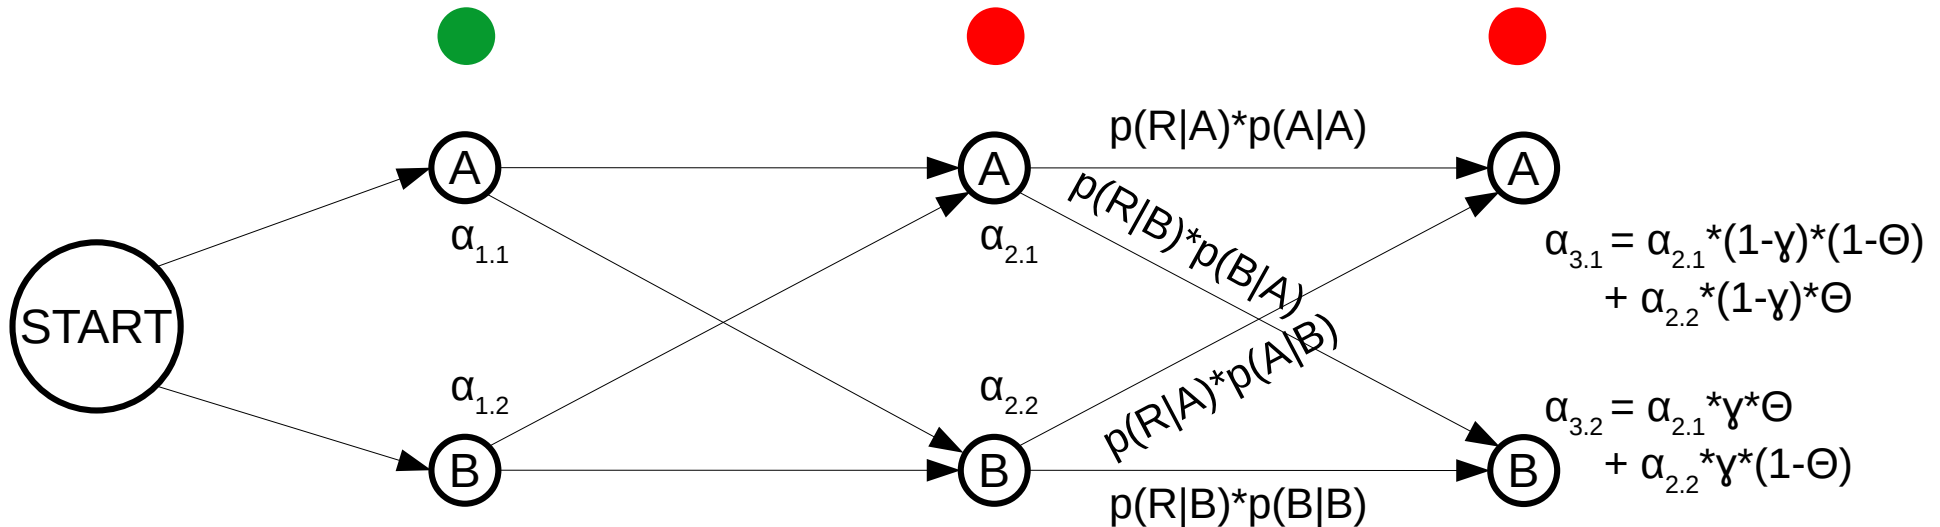 p(R|A)*p(A|A)
A
A
A
p(R|B)*p(B|A)
α1.1
α2.1
α3.1 = α2.1*(1-ɣ)*(1-Θ)
+ α2.2*(1-ɣ)*Θ
START
p(R|A)*p(A|B)
α1.2
α2.2
α3.2 = α2.1*ɣ*Θ
+ α2.2*ɣ*(1-Θ)
B
B
B
p(R|B)*p(B|B)